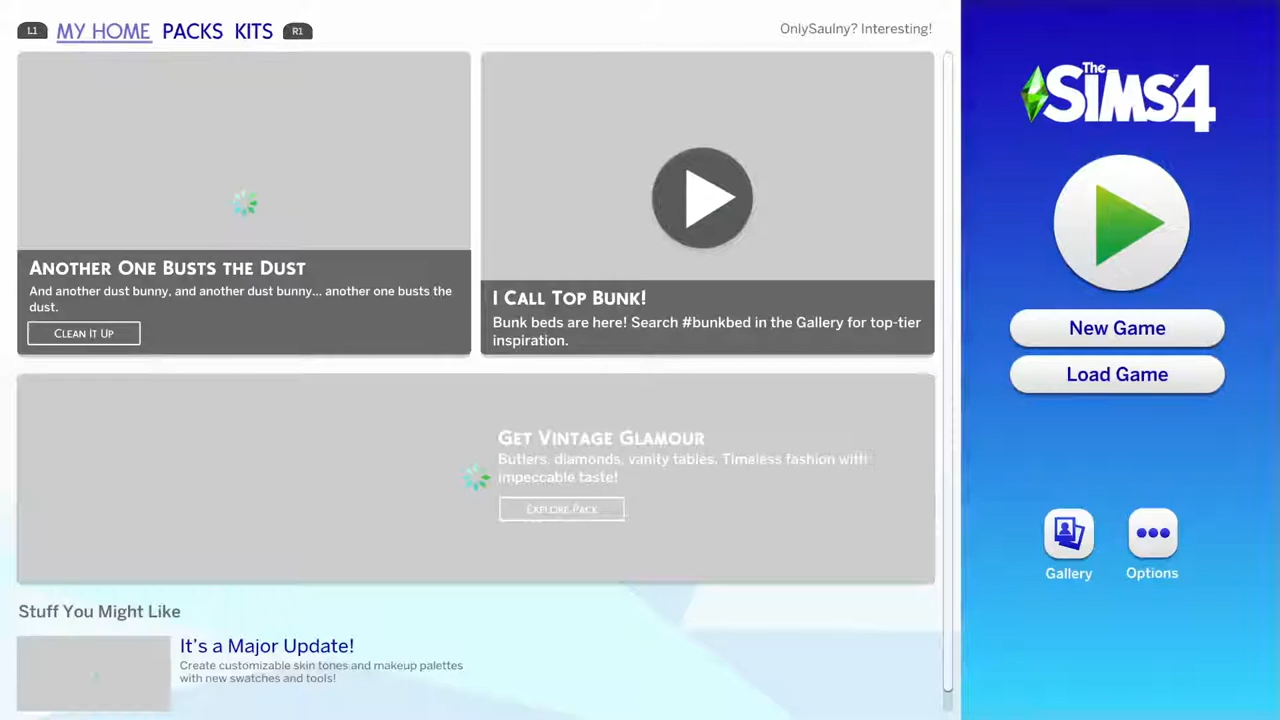 L1
MY HOME
PACKS
KITS
R1
OnlySaulny? Interesting!
ANOTHER ONE BUSTS THE DUST
And another dust bunny, and another dust bunny... another one busts the
dust.
CLEAN IT UP
I CALL TOP BUNK!
Bunk beds are here! Search #bunkbed in the Gallery for top-tier
inspiration.
GET VINTAGE GLAMOUR
Butlers, diamonds, vanity tables. Timeless fashion with
impeccable taste!
EXPLORE PACK
Stuff You Might Like
It's a Major Update!
Create customizable skin tones and makeup palettes
with new swatches and tools!
The
SIMS4
New Game
Load Game
Gallery
Options